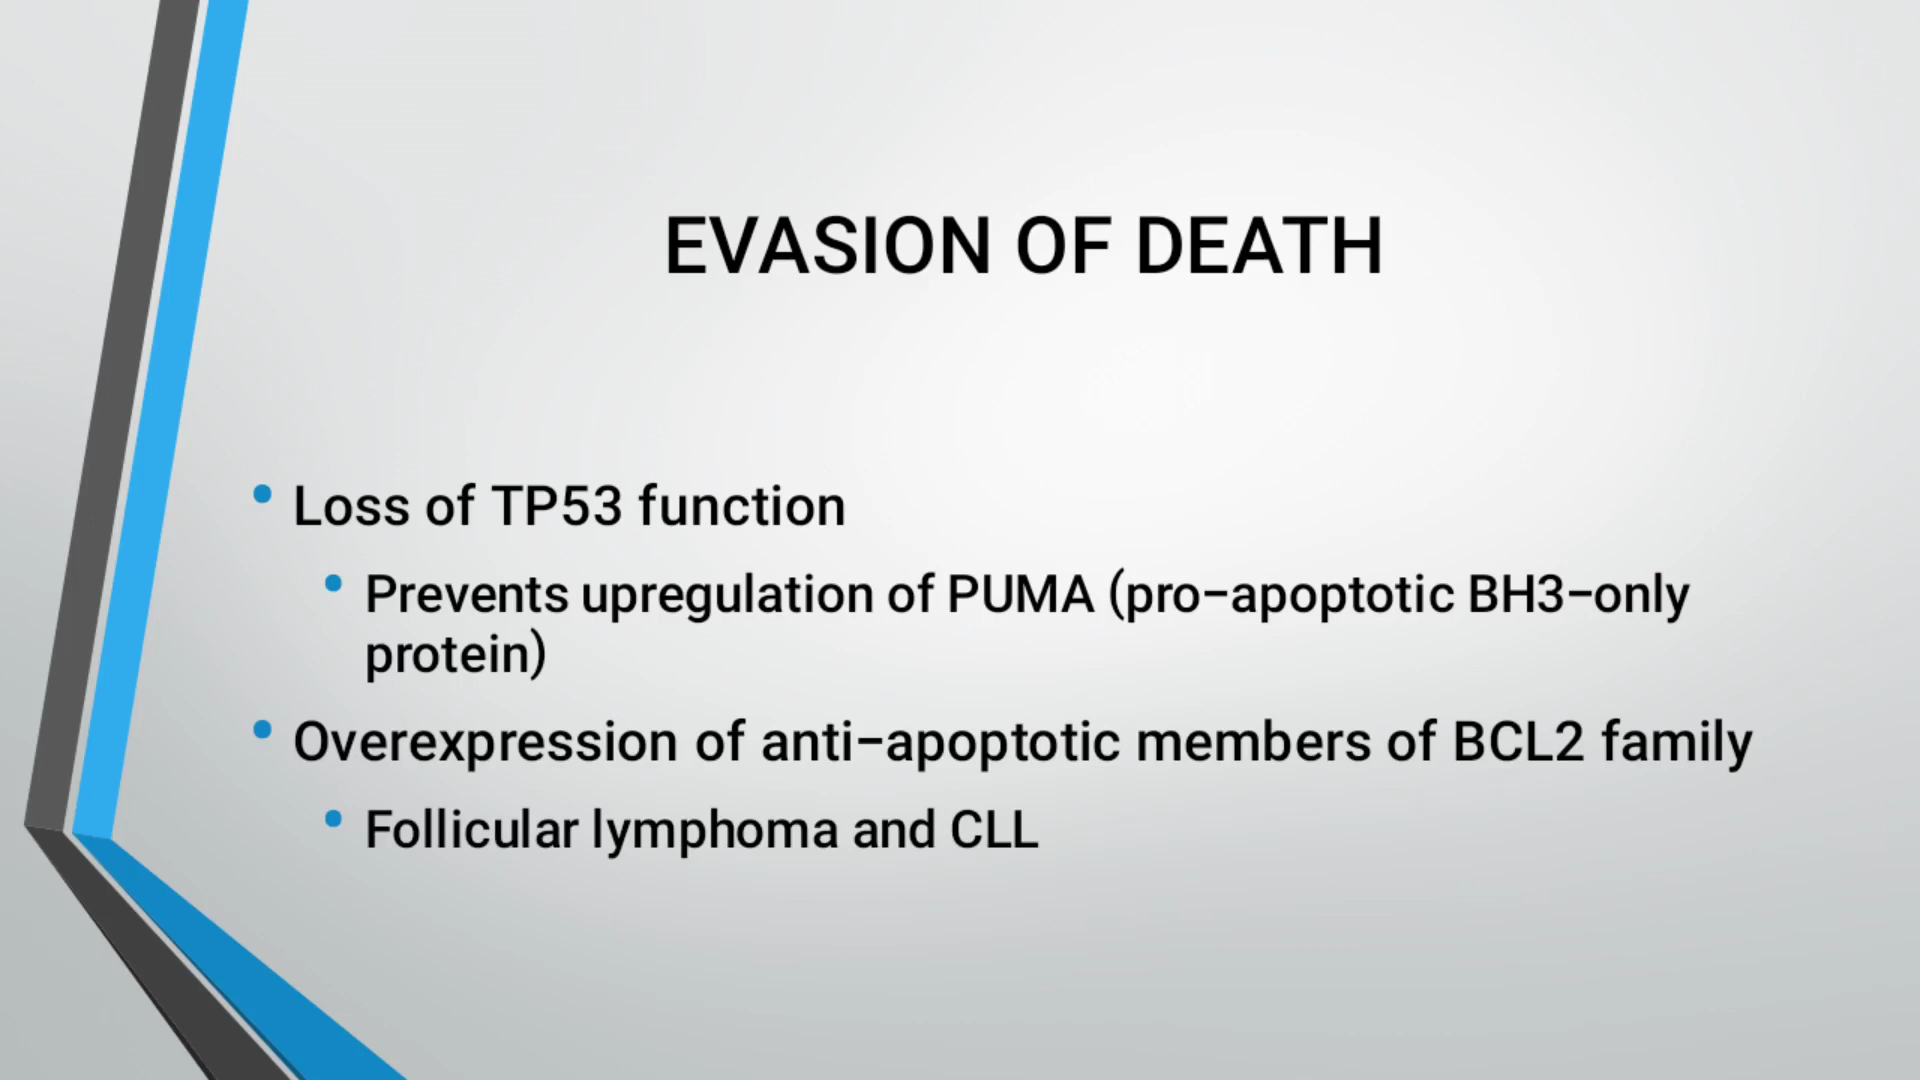 EVASION OF DEATH
• Loss of TP53 function
• Prevents upregulation of PUMA (pro-apoptotic BH3-only
protein)
• Overexpression of anti-apoptotic members of BCL2 family
• Follicular lymphoma and CLL